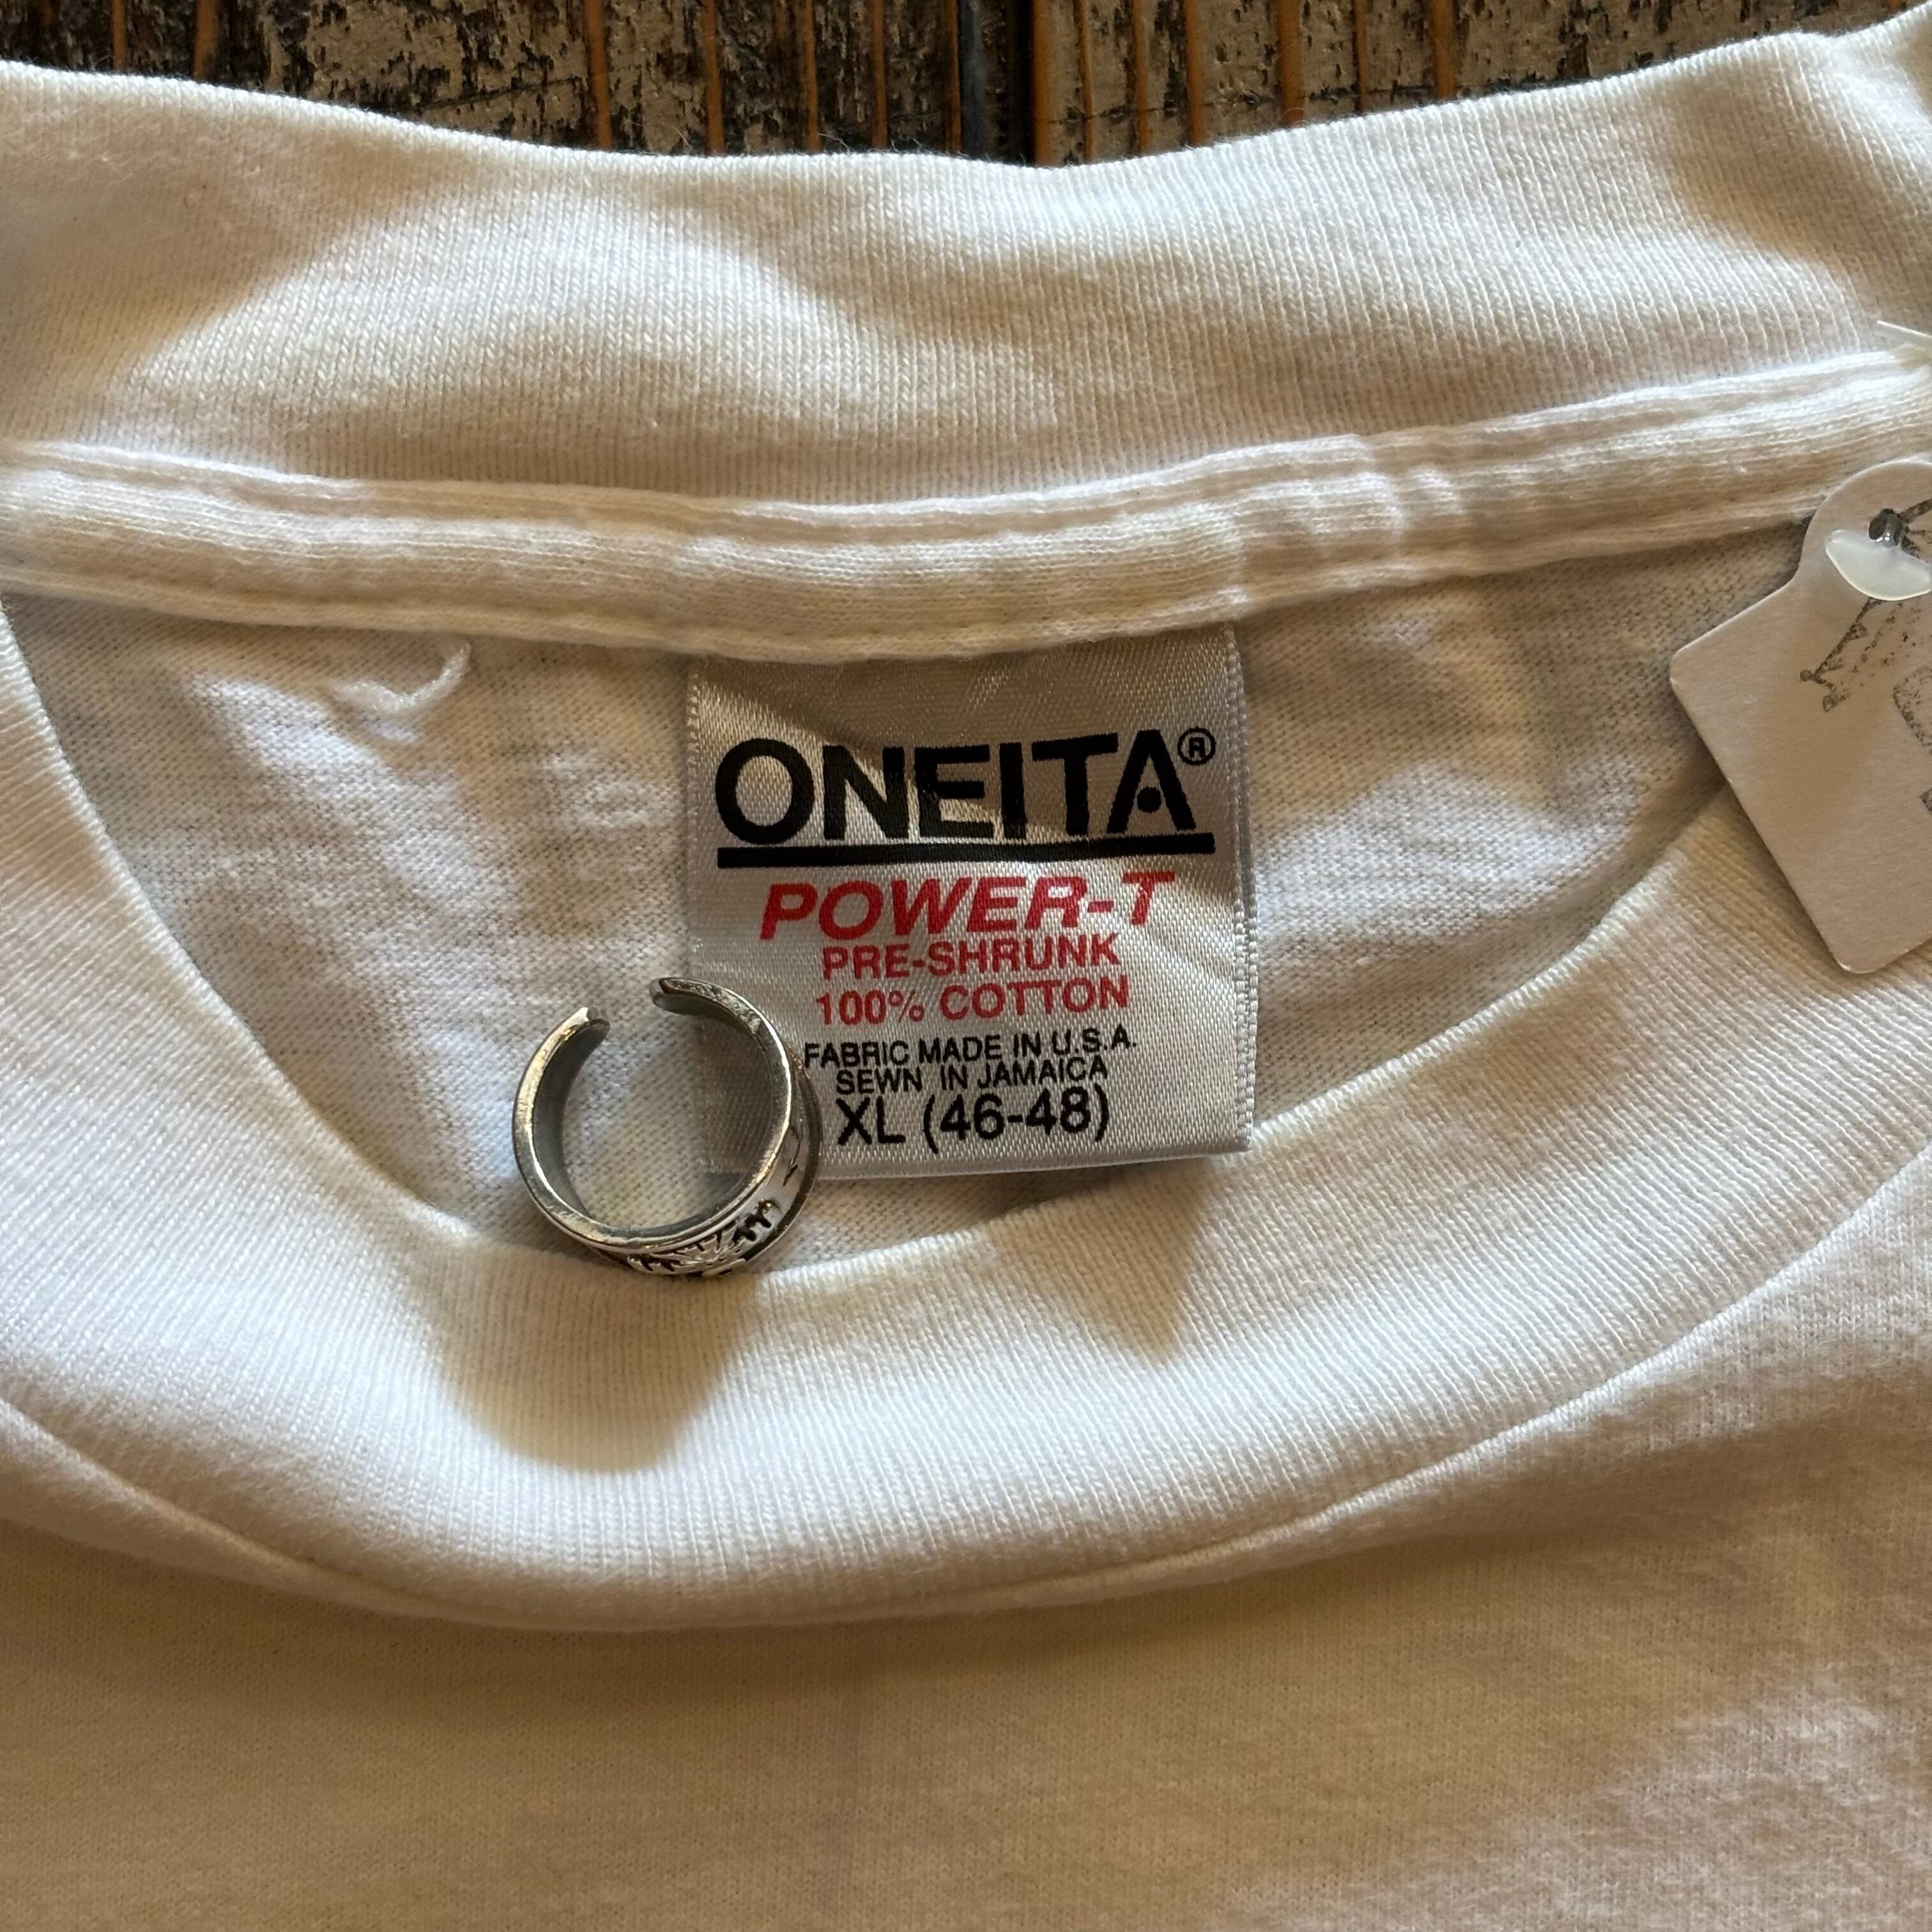 ONEITA®
POWER-T
PRE-SHRUNK
100% COTTON
FABRIC MADE IN U.S.A.
SEWN IN JAMAICA
XL (46-48)